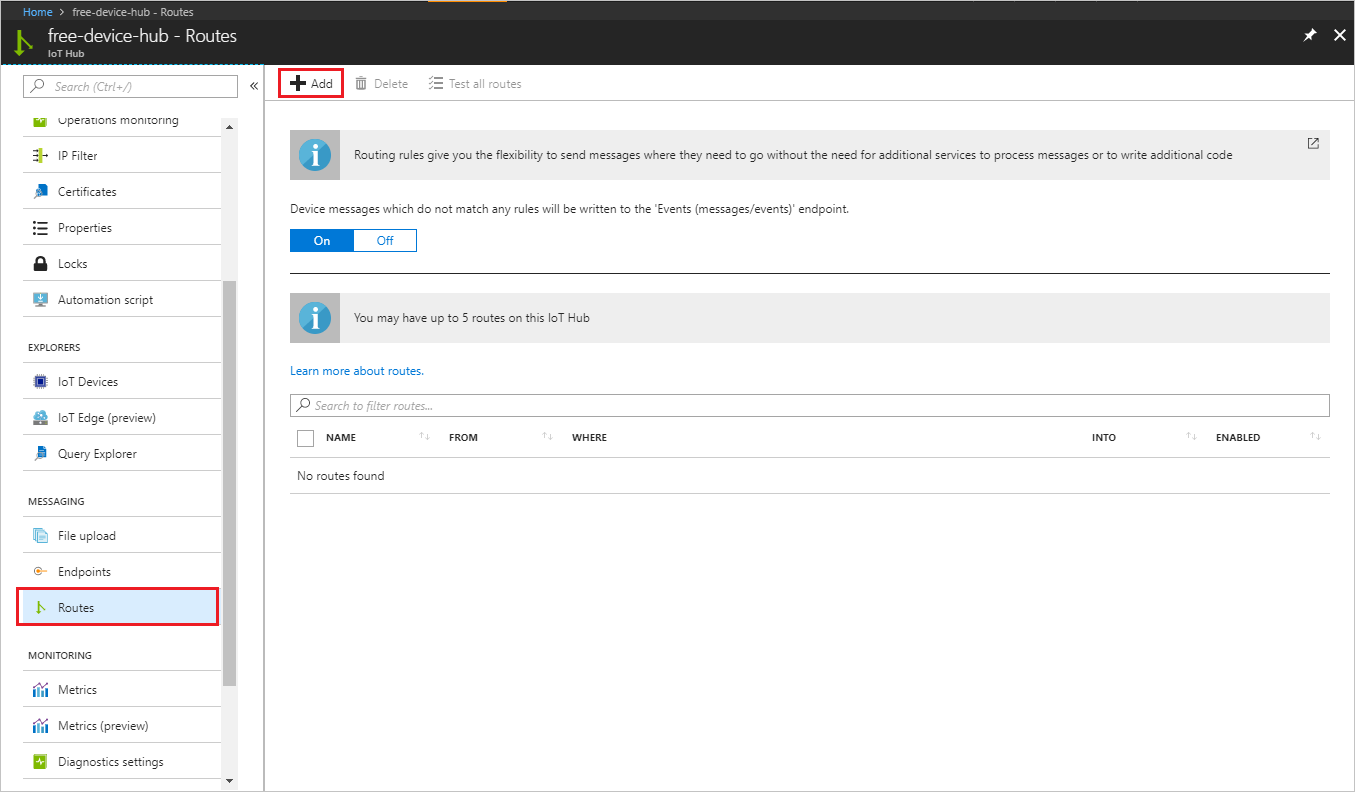 Home > free-device-hub - Routes
free-device-hub - Routes
IoT Hub
Search (Ctrl+/)
«
Operations monitoring
IP Filter
Certificates
Properties
Locks
Automation script
EXPLORERS
IoT Devices
IoT Edge (preview)
Query Explorer
MESSAGING
File upload
Endpoints
Routes
MONITORING
Metrics
Metrics (preview)
Diagnostics settings
Add Delete Test all routes
Routing rules give you the flexibility to send messages where they need to go without the need for additional services to process messages or to write additional code
Device messages which do not match any rules will be written to the 'Events (messages/events)' endpoint.
On Off
You may have up to 5 routes on this IoT Hub
Learn more about routes.
Search to filter routes...
NAME FROM WHERE INTO ENABLED
No routes found